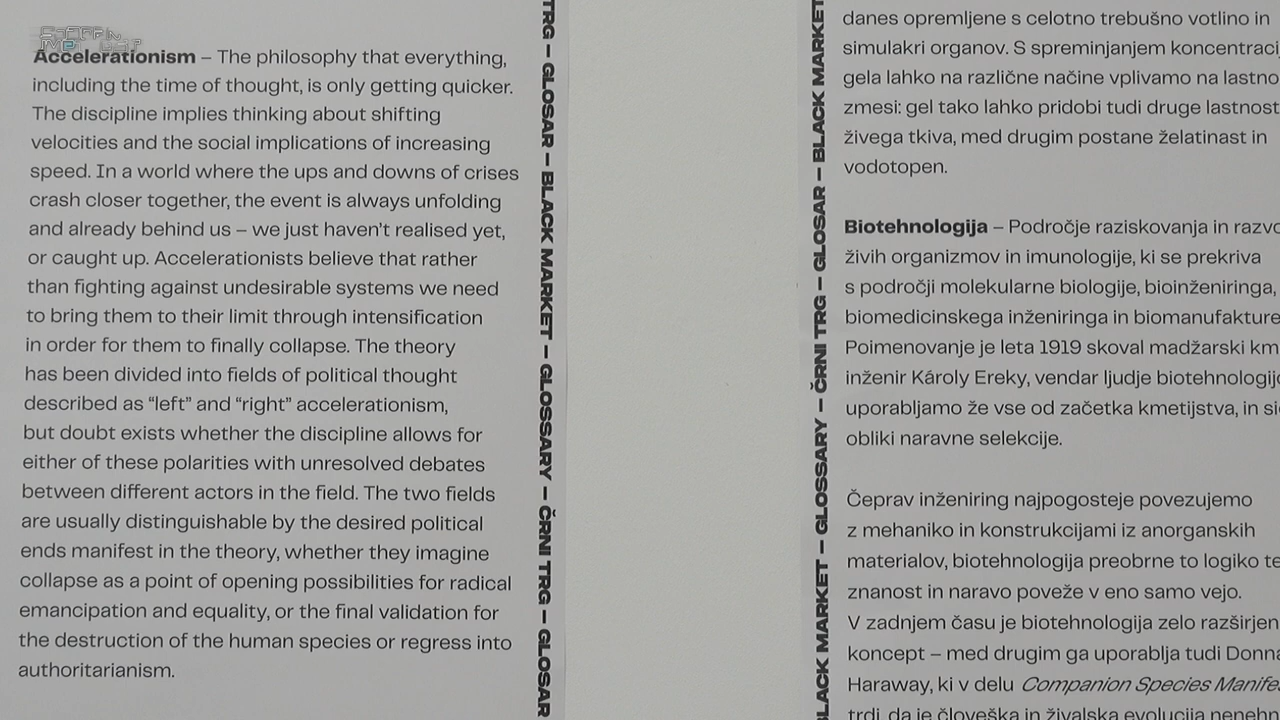 Accelerationism – The philosophy that everything,
including the time of thought, is only getting quicker.
The discipline implies thinking about shifting
velocities and the social implications of increasing
speed. In a world where the ups and downs of crises
crash closer together, the event is always unfolding
and already behind us – we just haven’t realised yet,
or caught up. Accelerationists believe that rather
than fighting against undesirable systems we need
to bring them to their limit through intensification
in order for them to finally collapse. The theory
has been divided into fields of political thought
described as “left” and “right” accelerationism,
but doubt exists whether the discipline allows for
either of these polarities with unresolved debates
between different actors in the field. The two fields
are usually distinguishable by the desired political
ends manifest in the theory, whether they imagine
collapse as a point of opening possibilities for radical
emancipation and equality, or the final validation for
the destruction of the human species or regress into
authoritarianism.
TRG – GLOSAR – BLACK MARKET – GLOSSARY – ČRNI TRG – GLOSAR
BLACK MARKET – GLOSSARY – ČRNI TRG – GLOSAR – BLACK MARKET
danes opremljene s celotno trebušno votlino in
simulakri organov. S spreminjanjem koncentraci
gela lahko na različne načine vplivamo na lastno
zmesi: gel tako lahko pridobi tudi druge lastnost
živega tkiva, med drugim postane želatinast in
vodotopen.
Biotehnologija – Področje raziskovanja in razvo
živih organizmov in imunologije, ki se prekriva
s področji molekularne biologije, bioinženiringa,
biomedicinskega inženiringa in biomanufakture
Poimenovanje je leta 1919 skoval madžarski km
inženir Károly Ereky, vendar ljudje biotehnologijo
uporabljamo že vse od začetka kmetijstva, in si
obliki naravne selekcije.
Čeprav inženiring najpogosteje povezujemo
z mehaniko in konstrukcijami iz anorganskih
materialov, biotehnologija preobrne to logiko te
znanost in naravo poveže v eno samo vejo.
V zadnjem času je biotehnologija zelo razširjen
koncept – med drugim ga uporablja tudi Donna
Haraway, ki v delu Companion Species Manife
trdi, da je človeška in živalska evolucija nenehn